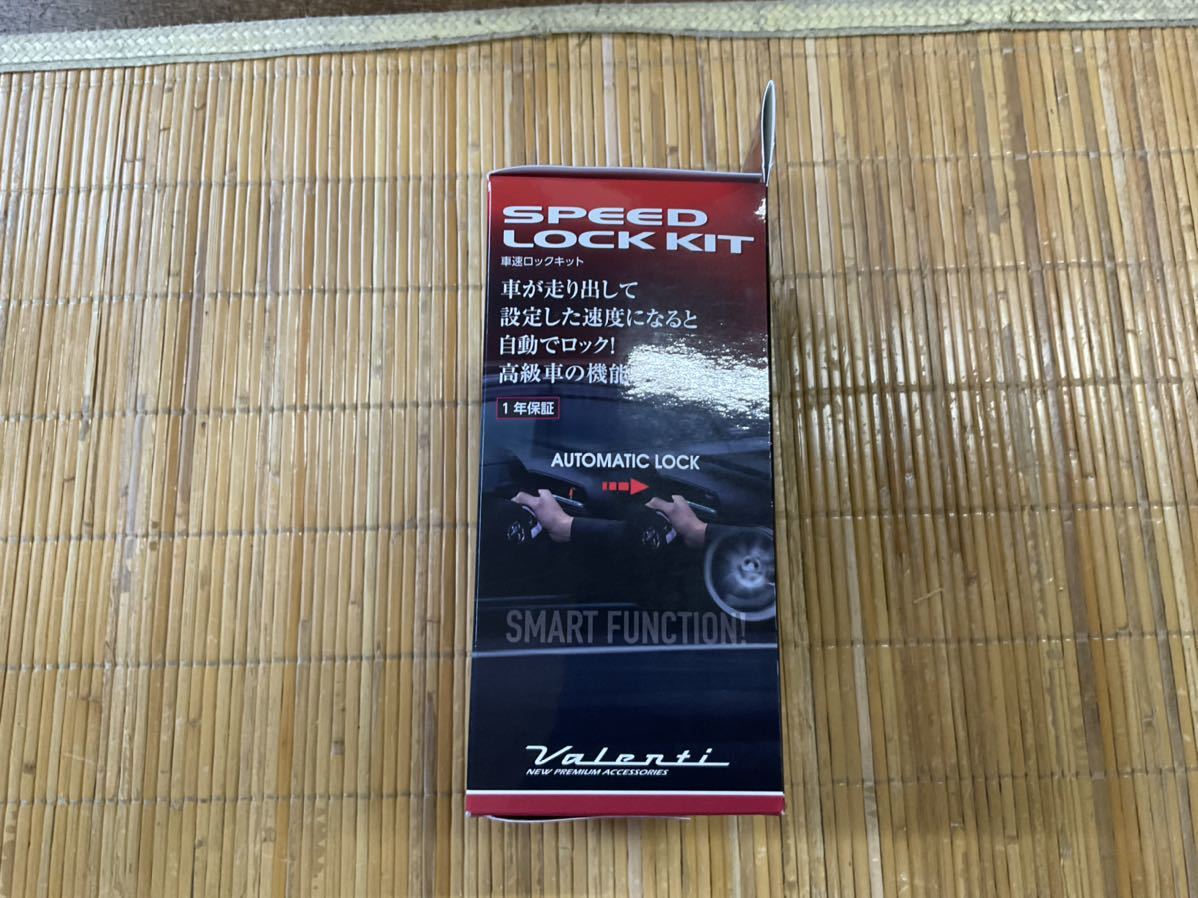 SPEED
LOCK KIT
車速ロックキット
車が走り出して
設定した速度になると
自動でロック!
高級車の機能
1年保証
AUTOMATIC LOCK
SMART FUNCTION!
Valenti
NEW PREMIUM ACCESSORIES